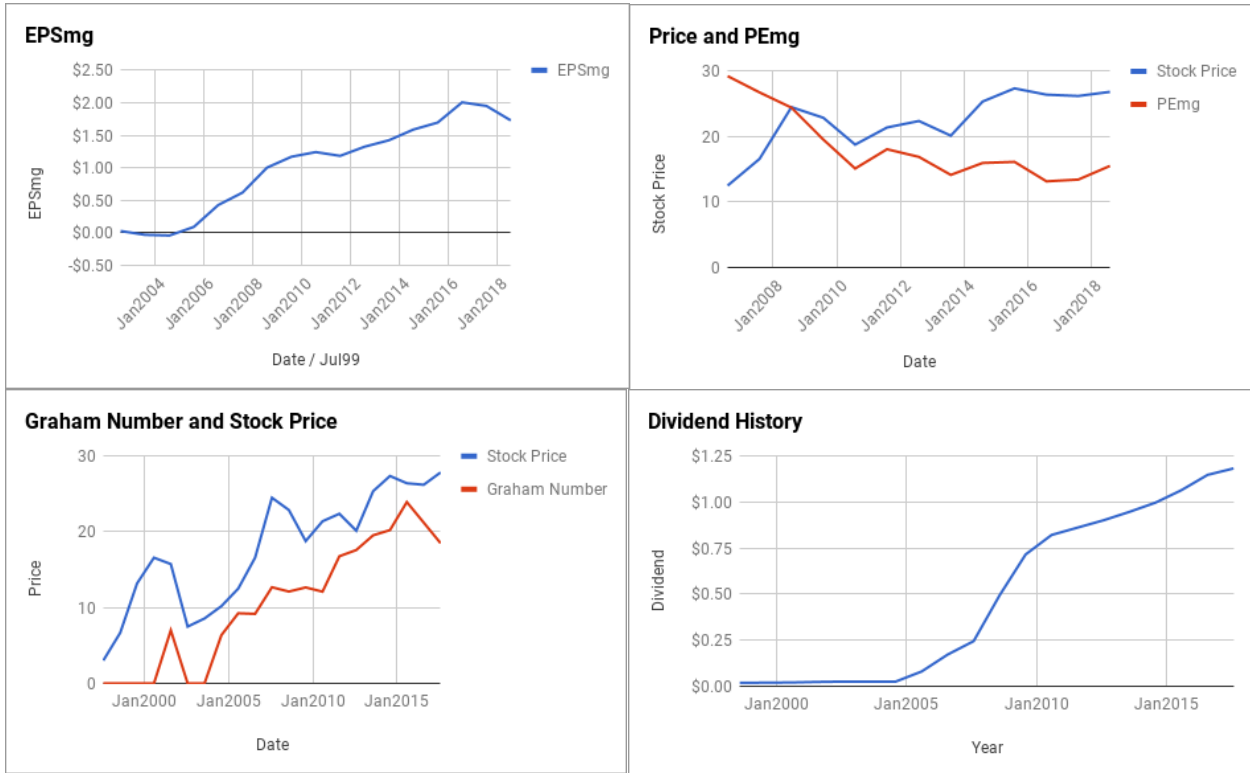 EPSmg
EPSmg
$2.50
$2.00
$1.50
$1.00
$0.50
$0.00
-$0.50
EPSmg
Jan2004
Jan2006
Jan2008
Jan2010
Jan2012
Jan2014
Jan2016
Jan2018
Date / Jul99
Price and PEmg
Stock Price
PEmg
30
20
10
0
Stock Price
Jan2008
Jan2010
Jan2012
Jan2014
Jan2016
Jan2018
Date
Graham Number and Stock Price
Stock Price
Graham Number
30
20
10
0
Price
Jan2000
Jan2005
Jan2010
Jan2015
Date
Dividend History
$1.25
$1.00
$0.75
$0.50
$0.25
$0.00
Dividend
Jan2000
Jan2005
Jan2010
Jan2015
Year